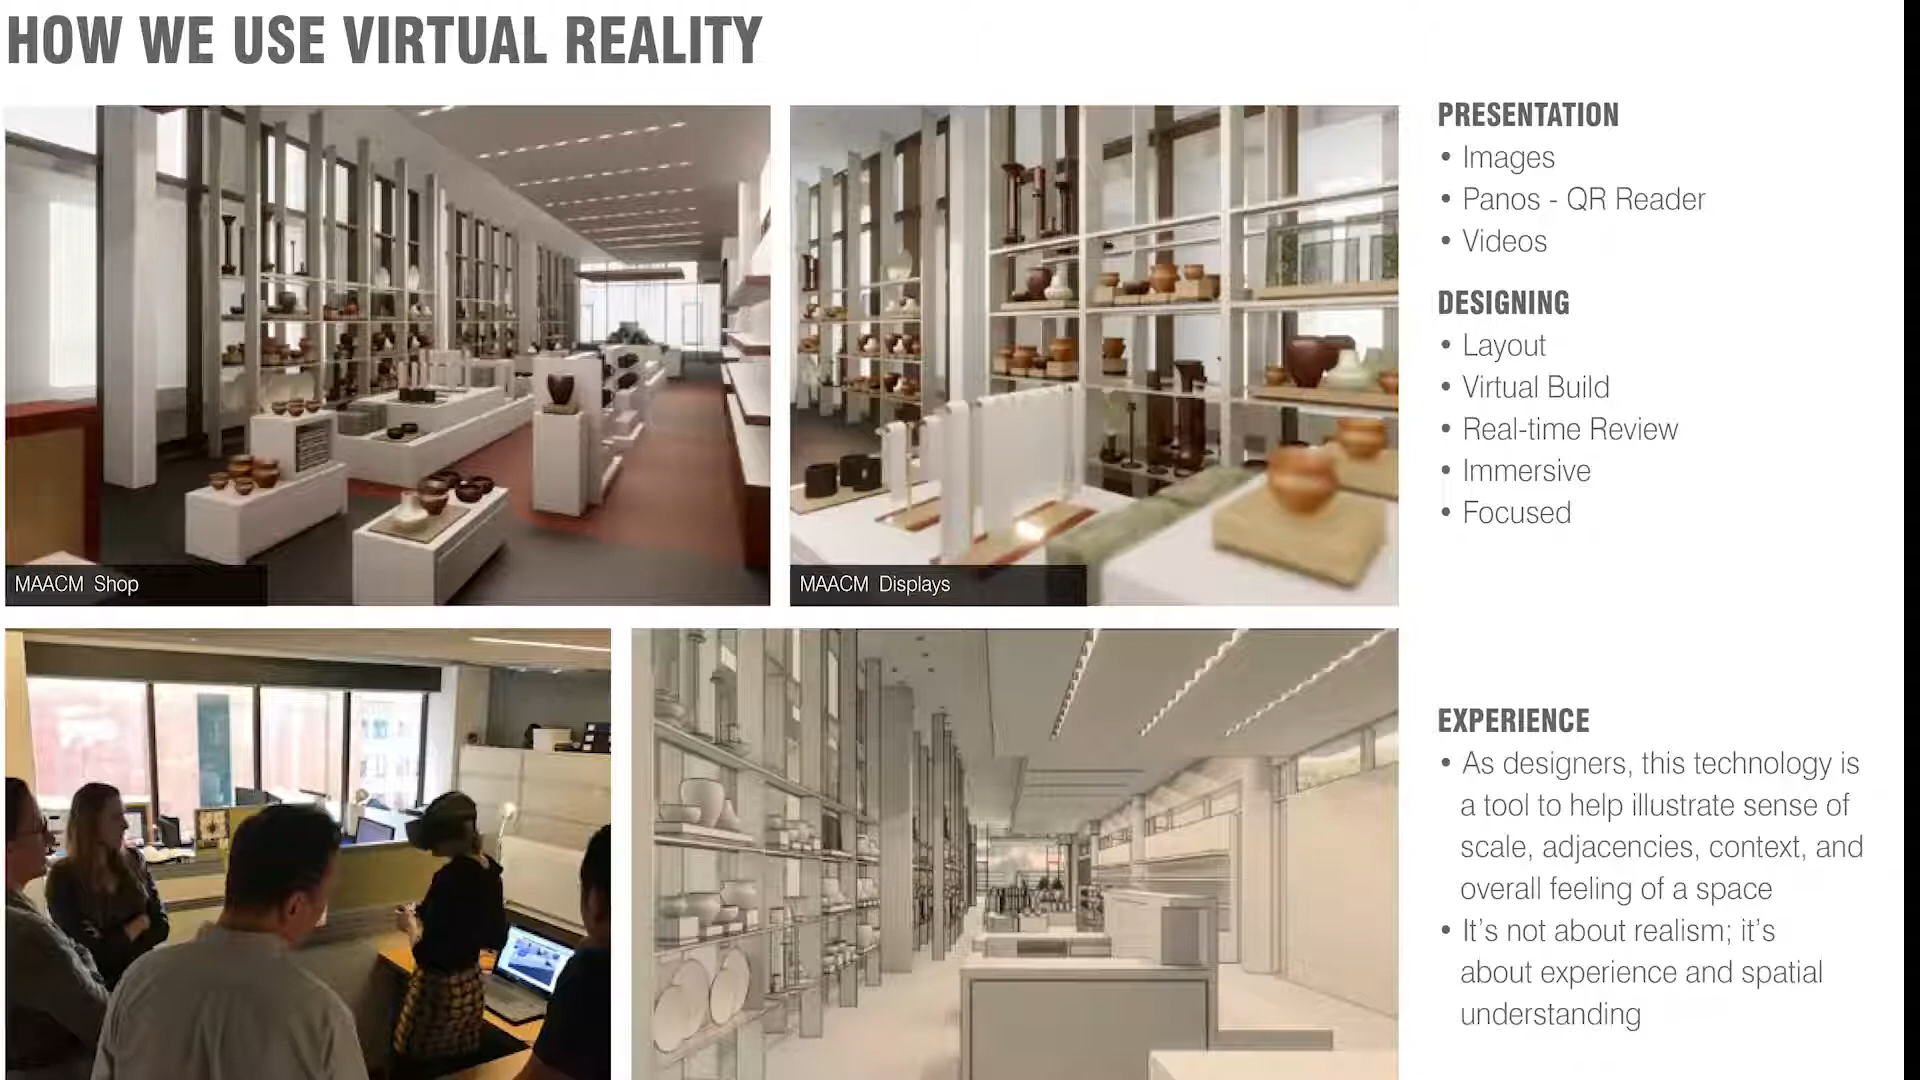 HOW WE USE VIRTUAL REALITY
MAACM Shop
MAACM Displays
PRESENTATION
• Images
• Panos - QR Reader
• Videos
DESIGNING
• Layout
• Virtual Build
• Real-time Review
• Immersive
• Focused
EXPERIENCE
• As designers, this technology is
a tool to help illustrate sense of
scale, adjacencies, context, and
overall feeling of a space
• It's not about realism; it's
about experience and spatial
understanding